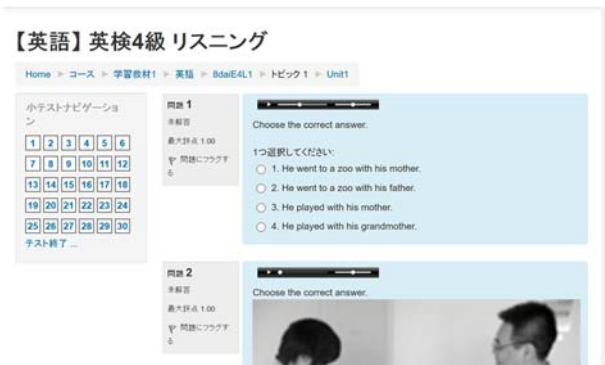 【英語】英検4級 リスニング
Home ► コース ► 学習教材1 ► 英語 ► 8daiE4L1 ► トピック 1 ► Unit1
小テストナビゲーション
1 2 3 4 5 6
7 8 9 10 11 12
13 14 15 16 17 18
19 20 21 22 23 24
25 26 27 28 29 30
テスト終了 ...
問題 1
未解答
最大評点 1.00
問題にフラグする
Choose the correct answer.
1つ選択してください:
1. He went to a zoo with his mother.
2. He went to a zoo with his father.
3. He played with his mother.
4. He played with his grandmother.
問題 2
未解答
最大評点 1.00
問題にフラグする
Choose the correct answer.